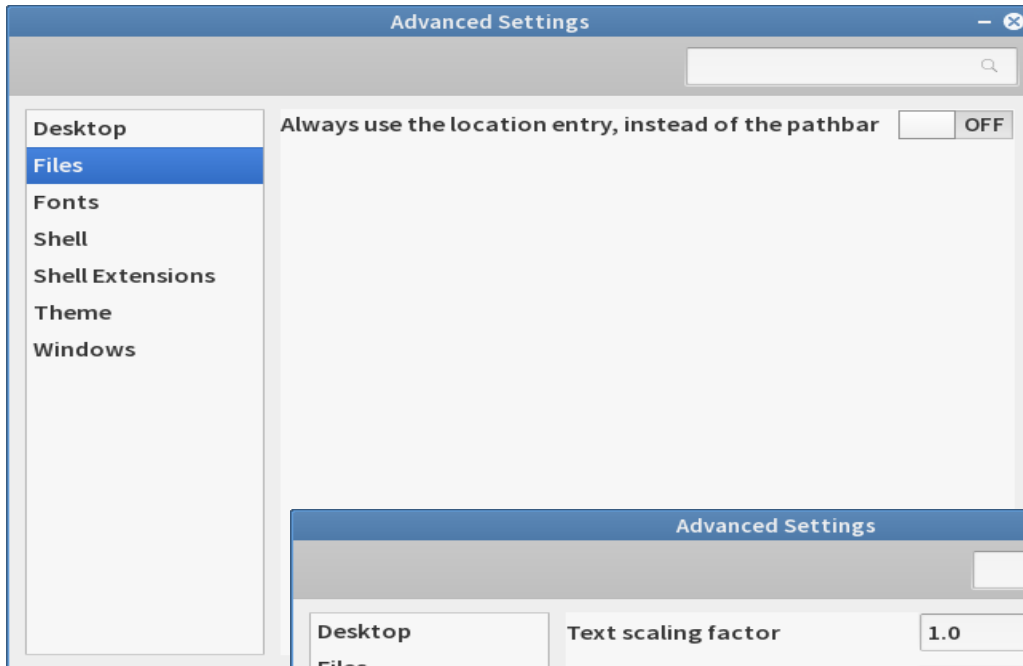 Advanced Settings
Desktop
Files
Fonts
Shell
Shell Extensions
Theme
Windows
Always use the location entry, instead of the pathbar OFF
Advanced Settings
Desktop
Files
Text scaling factor 1.0